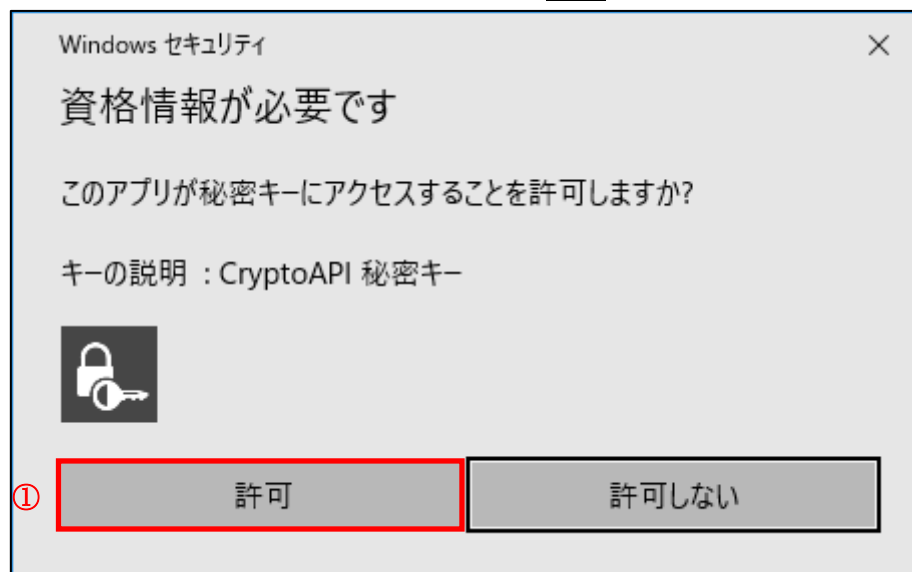 Windows セキュリティ
資格情報が必要です
このアプリが秘密キーにアクセスすることを許可しますか?
キーの説明 : CryptoAPI 秘密キー
① 許可 許可しない